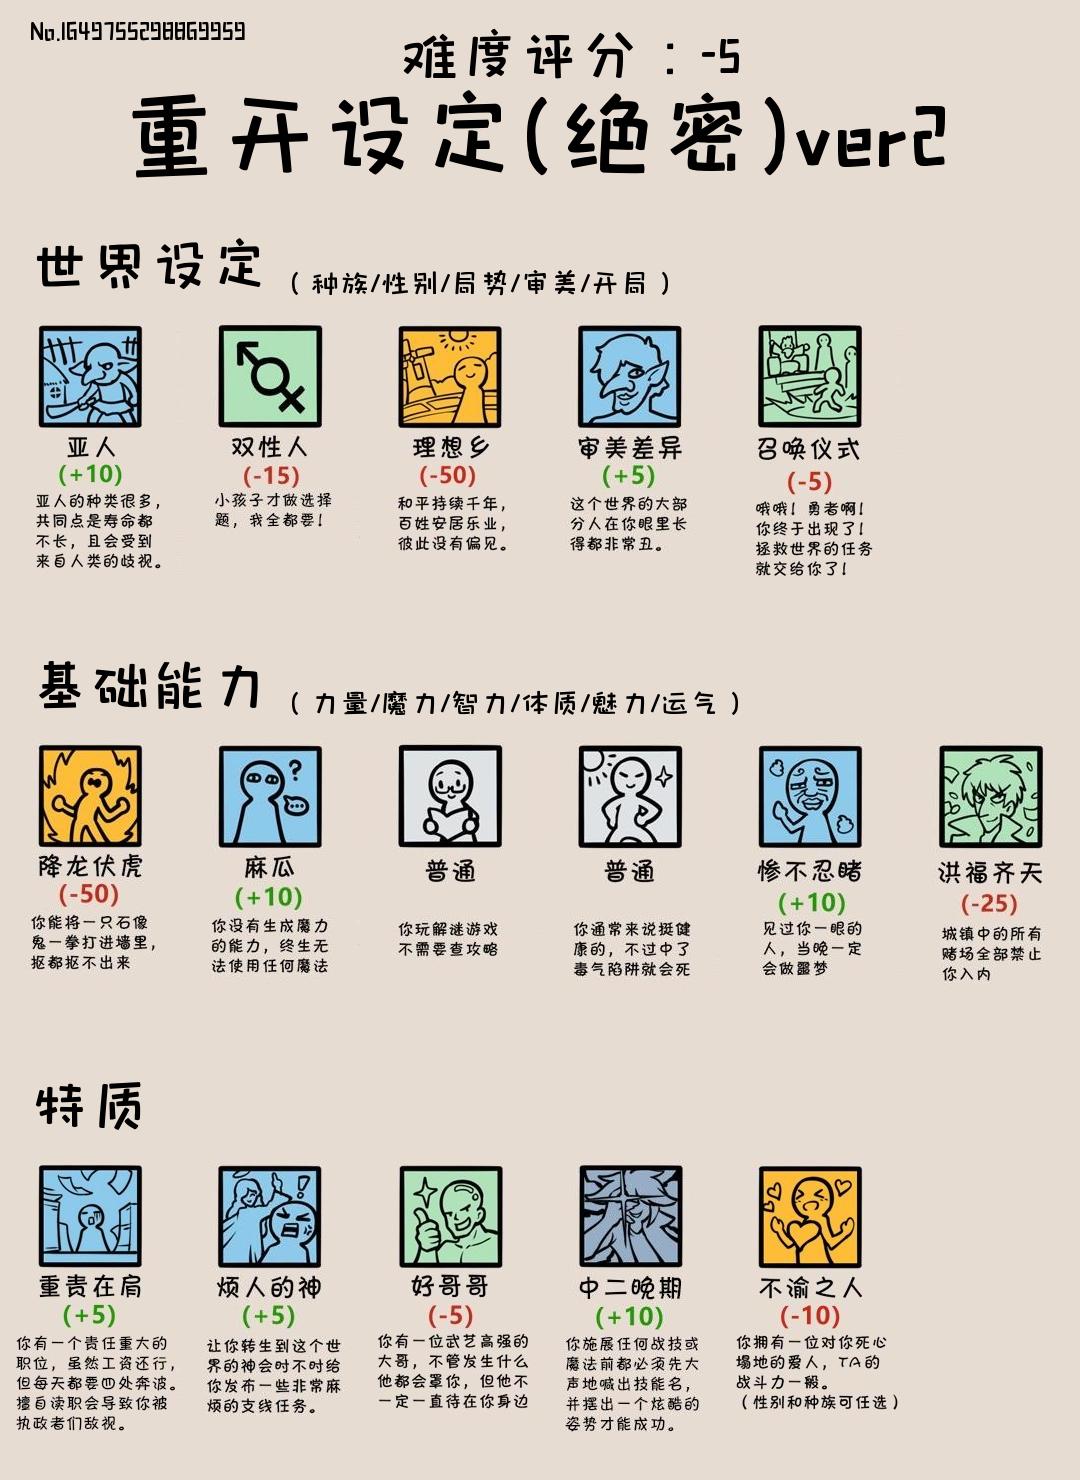 No.1649755298869959
难度评分：-5
重开设定(绝密)ver2
世界设定 （种族/性别/局势/审美/开局）
亚人
(+10)
亚人的种类很多，
共同点是寿命都
不长，且会受到
来自人类的歧视。
双性人
(-15)
小孩子才做选择
题，我全都要！
理想乡
(-50)
和平持续千年，
百姓安居乐业，
彼此没有偏见。
审美差异
(+5)
这个世界的大部
分人在你眼里长
得都非常丑。
召唤仪式
(-5)
哦哦！勇者啊！
你终于出现了！
拯救世界的任务
就交给你了！
基础能力 （力量/魔力/智力/体质/魅力/运气）
降龙伏虎
(-50)
你能将一只石像
鬼一拳打进墙里，
抠都抠不出来
麻瓜
(+10)
你没有生成魔力
的能力，终生无
法使用任何魔法
普通
你玩解谜游戏
不需要查攻略
普通
你通常来说挺健
康的，不过中了
毒气陷阱就会死
惨不忍睹
(+10)
见过你一眼的
人，当晚一定
会做噩梦
洪福齐天
(-25)
城镇中的所有
赌场全部禁止
你入内
特质
重责在肩
(+5)
你有一个责任重大的
职位，虽然工资还行，
但每天都要四处奔波。
擅自渎职会导致你被
执政者们敌视。
烦人的神
(+5)
让你转生到这个世
界的神会时不时给
你发布一些非常麻
烦的支线任务。
好哥哥
(-5)
你有一位武艺高强的
大哥，不管发生什么
他都会罩你，但他不
一定一直待在你身边
中二晚期
(+10)
你施展任何战技或
魔法前都必须先大
声地喊出技能名，
并摆出一个炫酷的
姿势才能成功。
不渝之人
(-10)
你拥有一位对你死心
塌地的爱人，TA的
战斗力一般。
（性别和种族可任选）